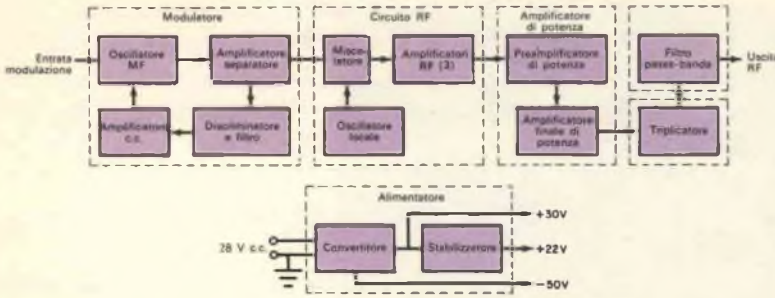 Modulatore
Circuito RF
Amplificatore
di potenza
Entrata
modulazione
Oscillatore
MF
Amplificatore
separatore
Misce-
latore
Amplificatori
RF (3)
Preamplificatore
di potenza
Filtro
passa-banda
Uscita
RF
Amplificatore
c.c.
Discriminatore
e filtro
Oscillatore
locale
Amplificatore
finale di
potenza
Triplicatore
Alimentatore
28 V c.c.
Convertitore
Stabilizzatore
+30V
+22V
−50V